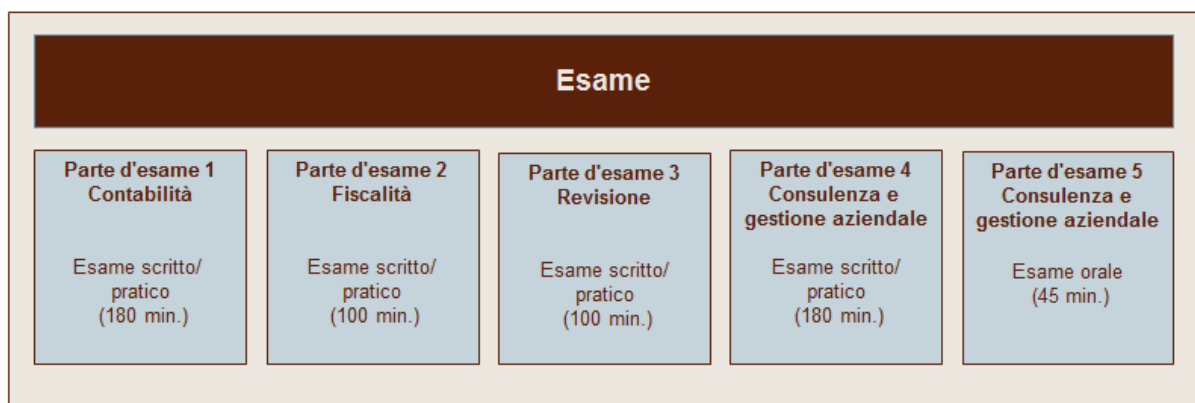 Esame
Parte d'esame 1
Contabilità
Esame scritto/
pratico
(180 min.)
Parte d'esame 2
Fiscalità
Esame scritto/
pratico
(100 min.)
Parte d'esame 3
Revisione
Esame scritto/
pratico
(100 min.)
Parte d'esame 4
Consulenza e
gestione aziendale
Esame scritto/
pratico
(180 min.)
Parte d'esame 5
Consulenza e
gestione aziendale
Esame orale
(45 min.)